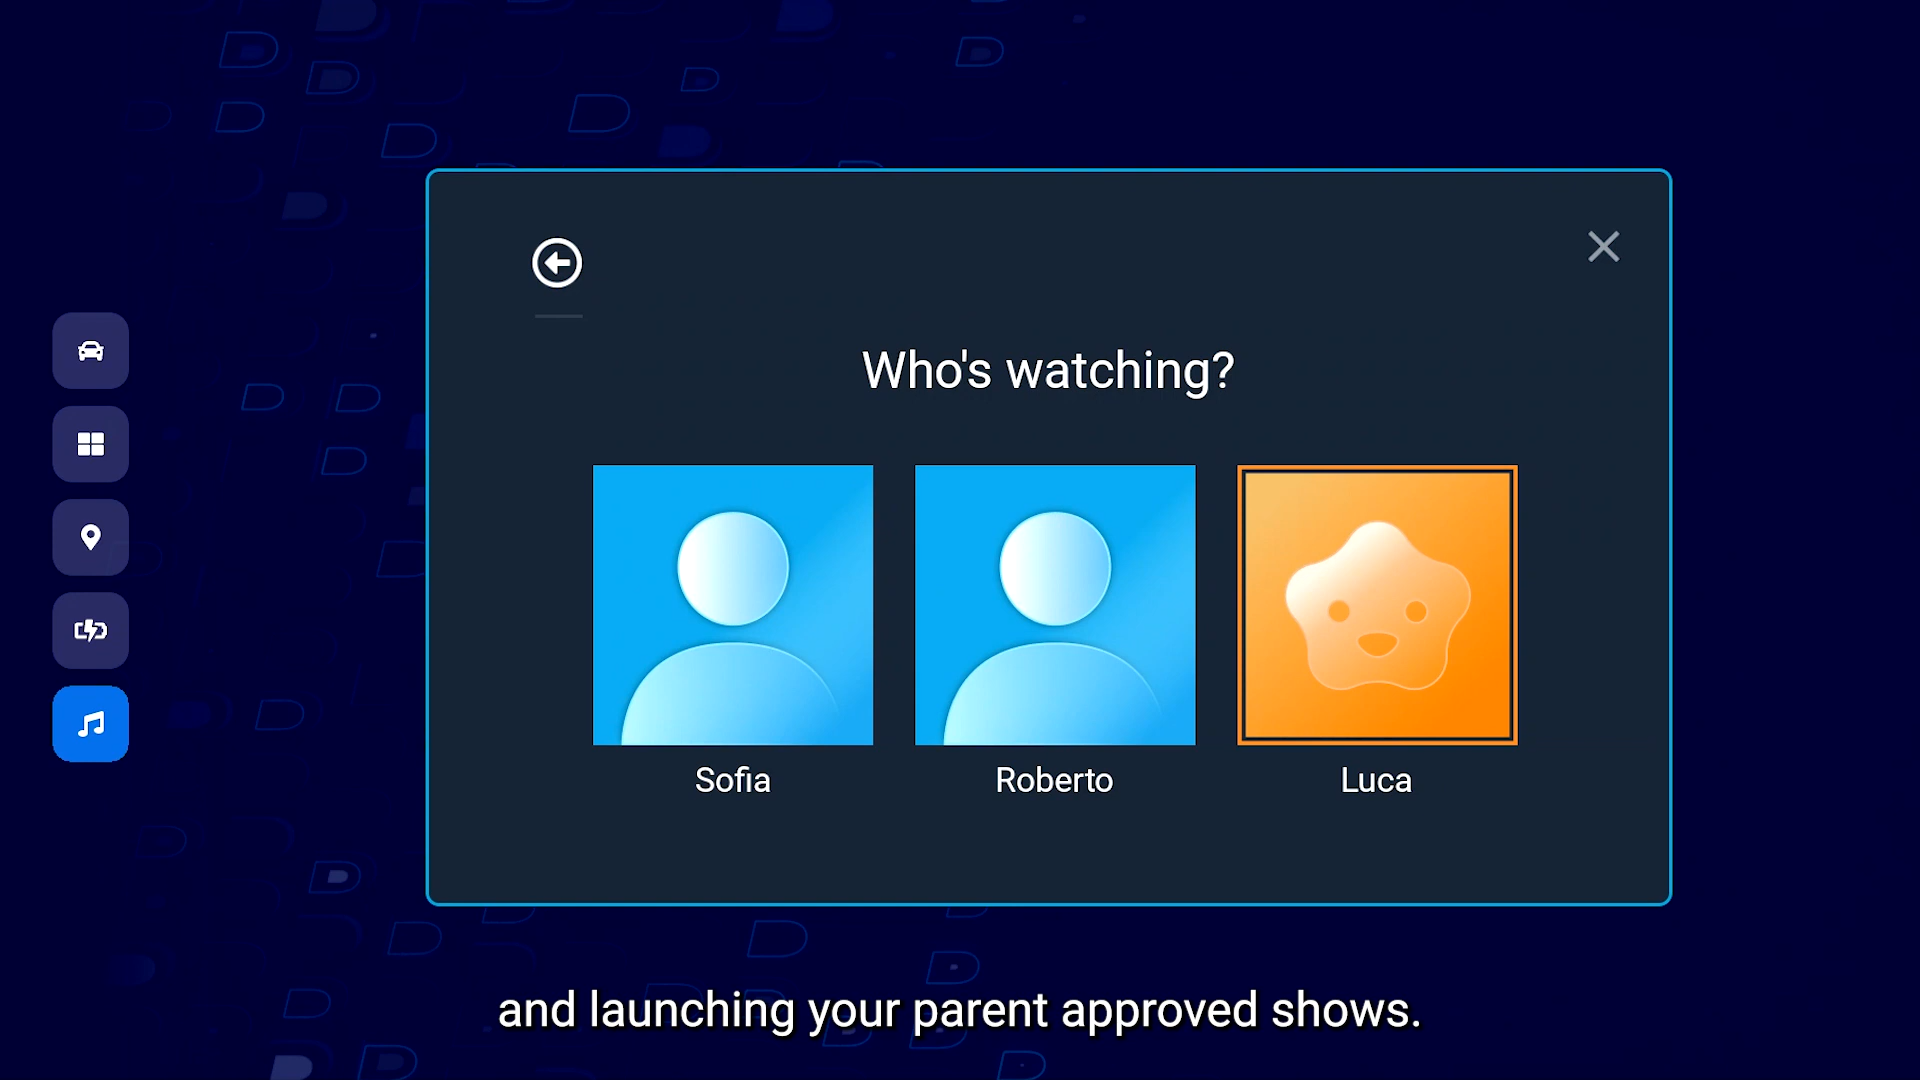 Who's watching?
Sofia
Roberto
Luca
and launching your parent approved shows.